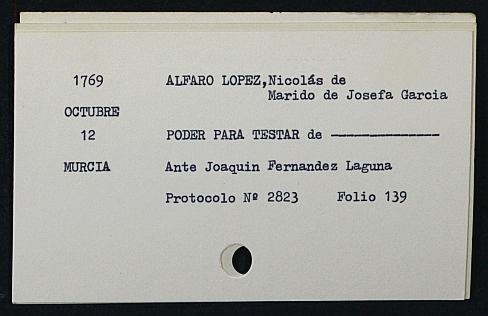 1769 ALFARO LOPEZ,Nicolás de
Marido de Josefa Garcia
OCTUBRE
12 PODER PARA TESTAR de ——————
MURCIA Ante Joaquin Fernandez Laguna
Protocolo Nº 2823 Folio 139